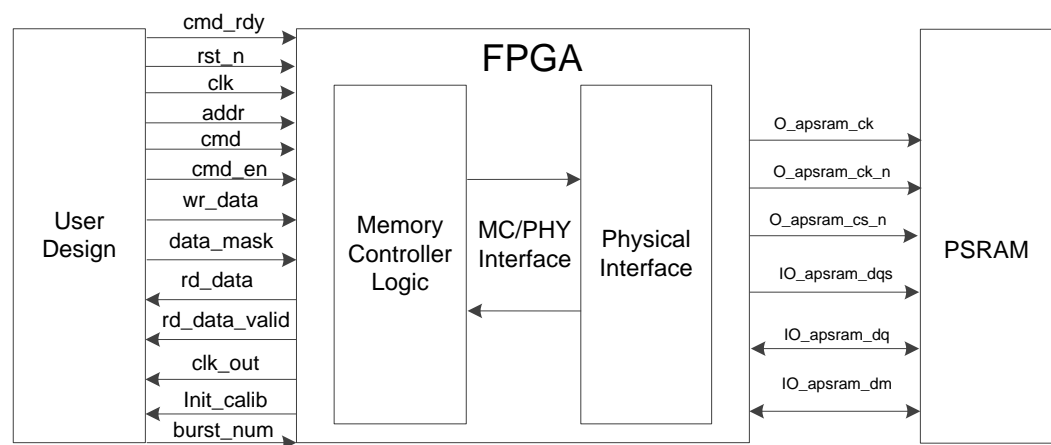 cmd_rdy
rst_n
clk
addr
cmd
cmd_en
wr_data
data_mask
rd_data
rd_data_valid
clk_out
Init_calib
burst_num
User
Design
FPGA
Memory
Controller
Logic
MC/PHY
Interface
Physical
Interface
O_apsram_ck
O_apsram_ck_n
O_apsram_cs_n
IO_apsram_dqs
IO_apsram_dq
IO_apsram_dm
PSRAM